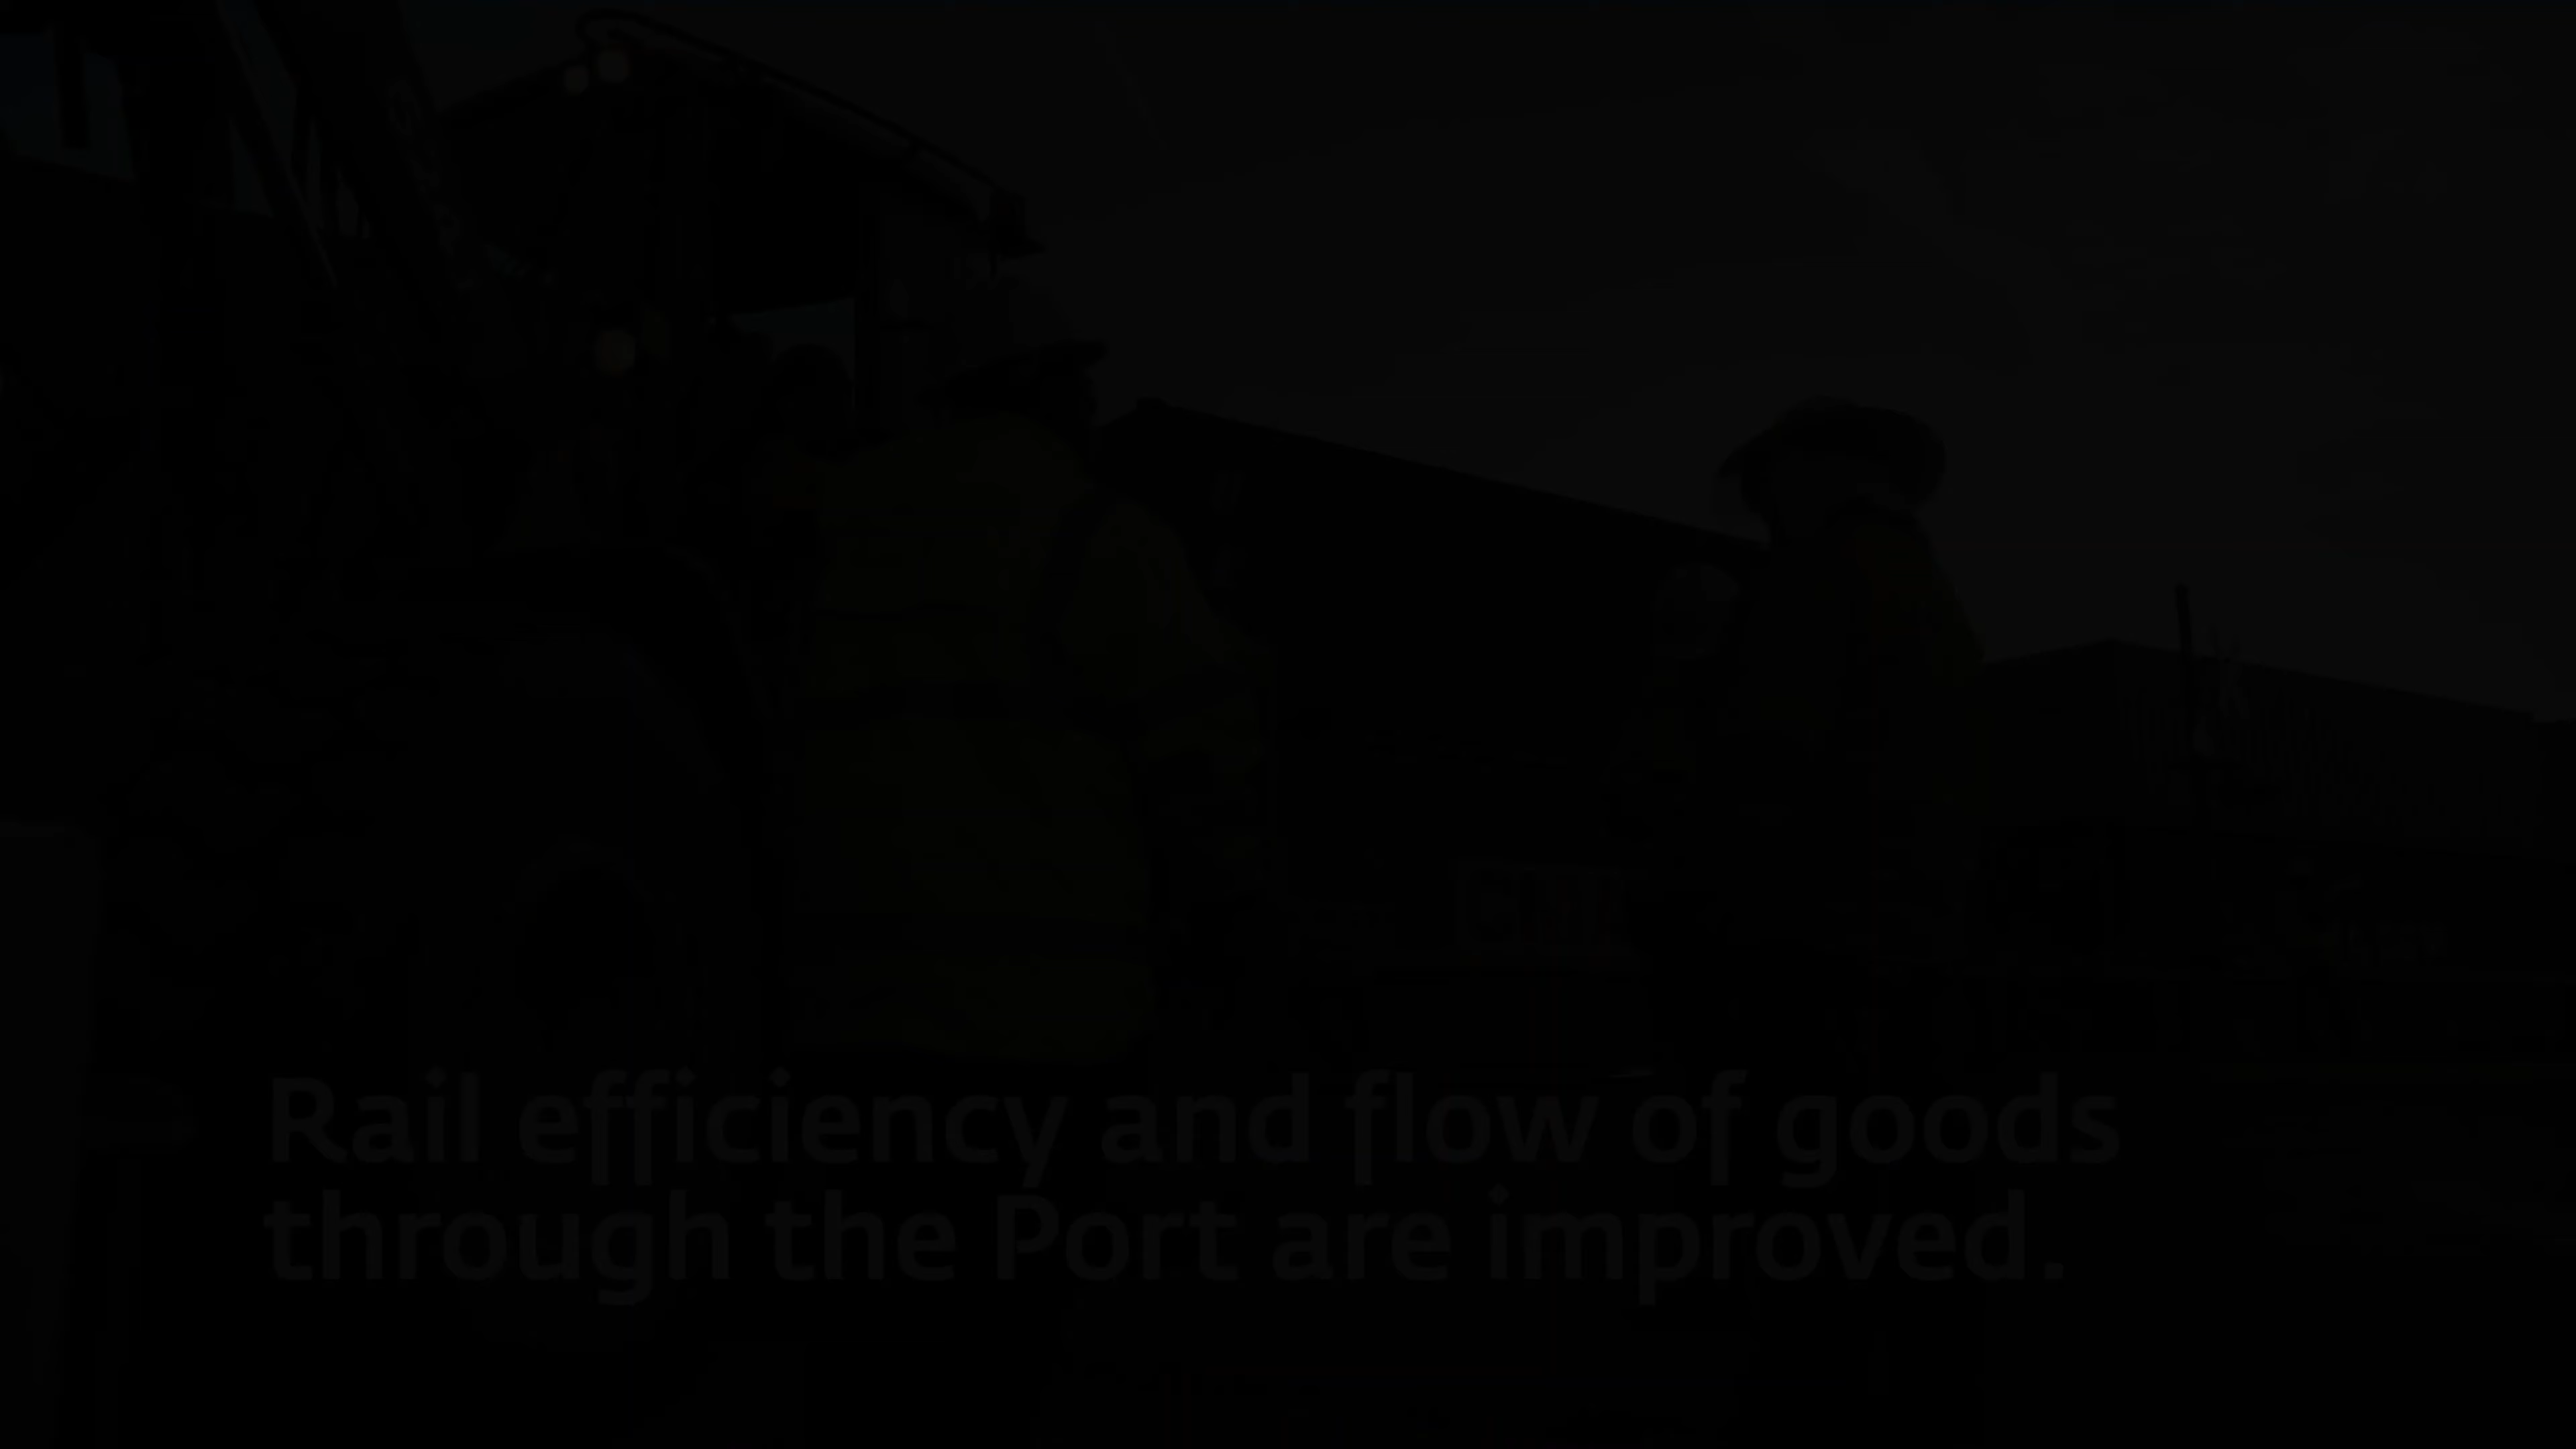 Rail efficiency and flow of goods
through the Port are improved.